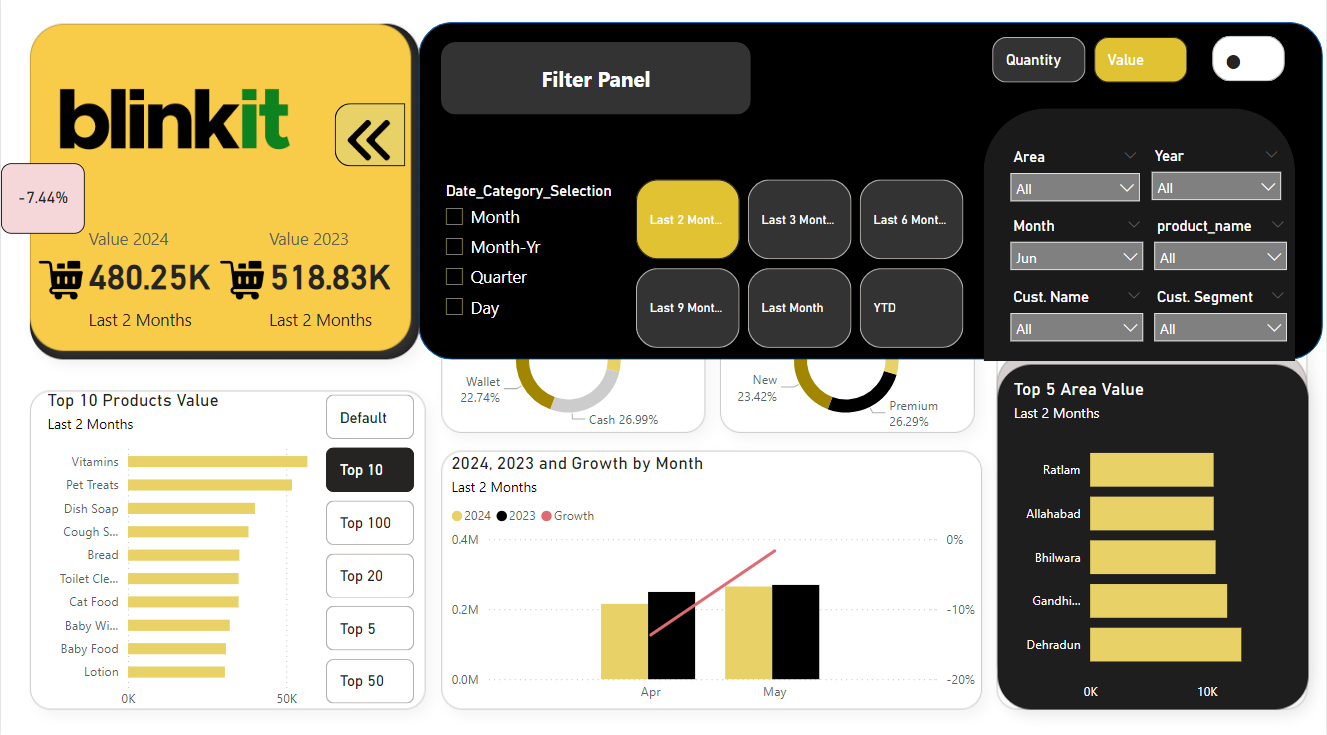 blinkit
-7.44%
Value 2024
Value 2023
480.25K
518.83K
Last 2 Months
Last 2 Months
Filter Panel
Quantity
Value
Date_Category_Selection
Month
Month-Yr
Quarter
Day
Last 2 Mont...
Last 3 Mont...
Last 6 Mont...
Last 9 Mont...
Last Month
YTD
Area
Year
All
All
Month
product_name
Jun
All
Cust. Name
Cust. Segment
All
All
Top 10 Products Value
Last 2 Months
Vitamins
Pet Treats
Dish Soap
Cough S...
Bread
Toilet Cle...
Cat Food
Baby Wi...
Baby Food
Lotion
0K
50K
Default
Top 10
Top 100
Top 20
Top 5
Top 50
Wallet
22.74%
Cash 26.99%
New
23.42%
Premium
26.29%
2024, 2023 and Growth by Month
Last 2 Months
2024
2023
Growth
0.4M
0.2M
0.0M
0%
-10%
-20%
Apr
May
Top 5 Area Value
Last 2 Months
Ratlam
Allahabad
Bhilwara
Gandhi...
Dehradun
0K
10K